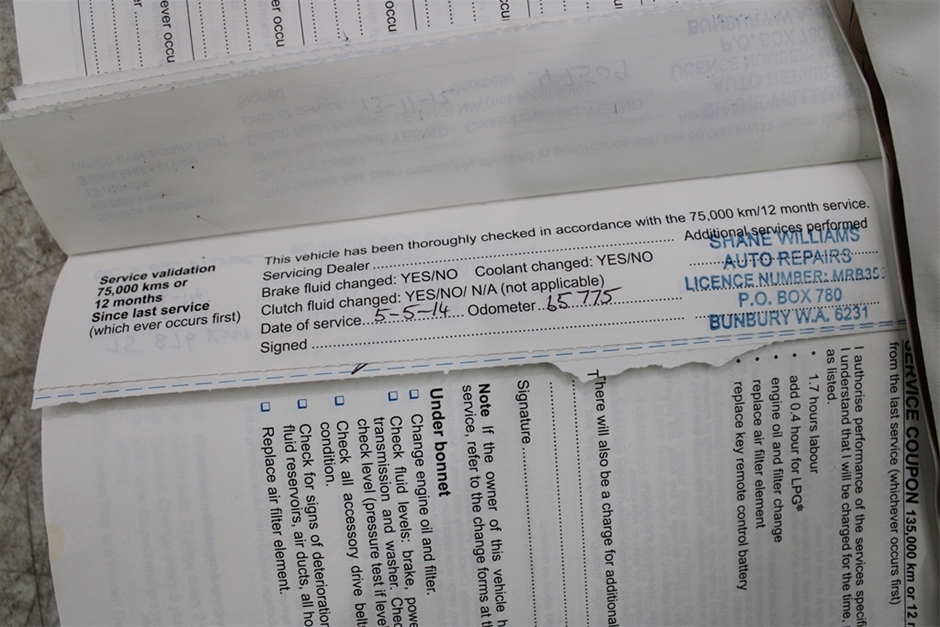 ever occu
occu
ever occu
occu
Service validation
75,000 kms or
12 months
Since last service
(which ever occurs first)
This vehicle has been thoroughly checked in accordance with the 75,000 km/12 month service.
Servicing Dealer
Additional services performed
Brake fluid changed: YES/NO Coolant changed: YES/NO
Clutch fluid changed: YES/NO/ N/A (not applicable)
Date of service 5-5-14 Odometer 65775
Signed
SHANE WILLIAMS
AUTO REPAIRS
LICENCE NUMBER: MRB35
P.O. BOX 780
BUNBURY W.A. 6231
SERVICE COUPON 135,000 km or 12
from the last service (whichever occurs first)
I authorise performance of the services specif
I understand that I will be charged for the time,
as listed.
• 1.7 hours labour
• add 0.4 hour for LPG*
• engine oil and filter change
• replace air filter element
• replace key remote control battery
There will also be a charge for additional
Signature
Note If the owner of this vehicle h
service, refer to the change forms at t
Under bonnet
Change engine oil and filter.
Check fluid levels: brake, powe
transmission and washer. Chec
check level (pressure test if leve
Check all accessory drive belt
condition.
Check for signs of deterioration
fluid reservoirs, air ducts, all ho
Replace air filter element.